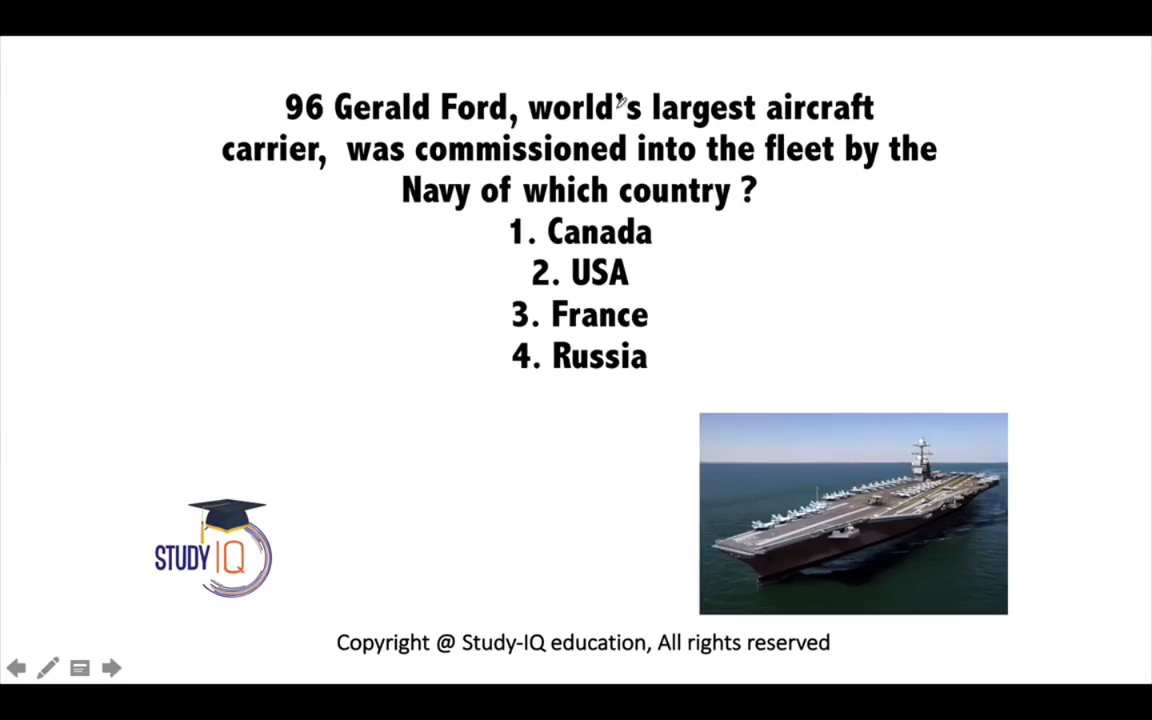 96 Gerald Ford, world's largest aircraft
carrier, was commissioned into the fleet by the
Navy of which country ?
1. Canada
2. USA
3. France
4. Russia
STUDY IQ
Copyright @ Study-IQ education, All rights reserved